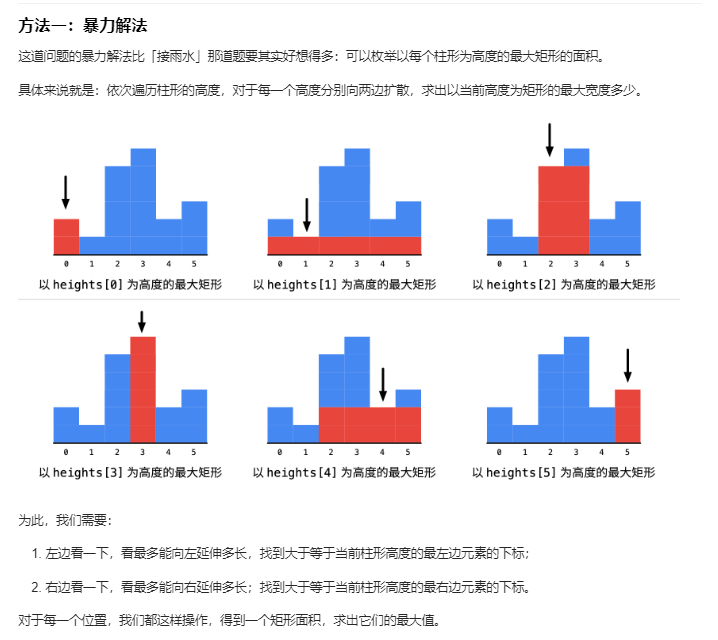 方法一：暴力解法
这道问题的暴力解法比「接雨水」那道题要其实好想得多：可以枚举以每个柱形为高度的最大矩形的面积。
具体来说就是：依次遍历柱形的高度，对于每一个高度分别向两边扩散，求出以当前高度为矩形的最大宽度多少。
0 1 2 3 4 5
以 heights[0] 为高度的最大矩形
0 1 2 3 4 5
以 heights[1] 为高度的最大矩形
0 1 2 3 4 5
以 heights[2] 为高度的最大矩形
0 1 2 3 4 5
以 heights[3] 为高度的最大矩形
0 1 2 3 4 5
以 heights[4] 为高度的最大矩形
0 1 2 3 4 5
以 heights[5] 为高度的最大矩形
为此，我们需要：
1. 左边看一下，看最多能向左延伸多长，找到大于等于当前柱形高度的最左边元素的下标；
2. 右边看一下，看最多能向右延伸多长；找到大于等于当前柱形高度的最右边元素的下标。
对于每一个位置，我们都这样操作，得到一个矩形面积，求出它们的最大值。